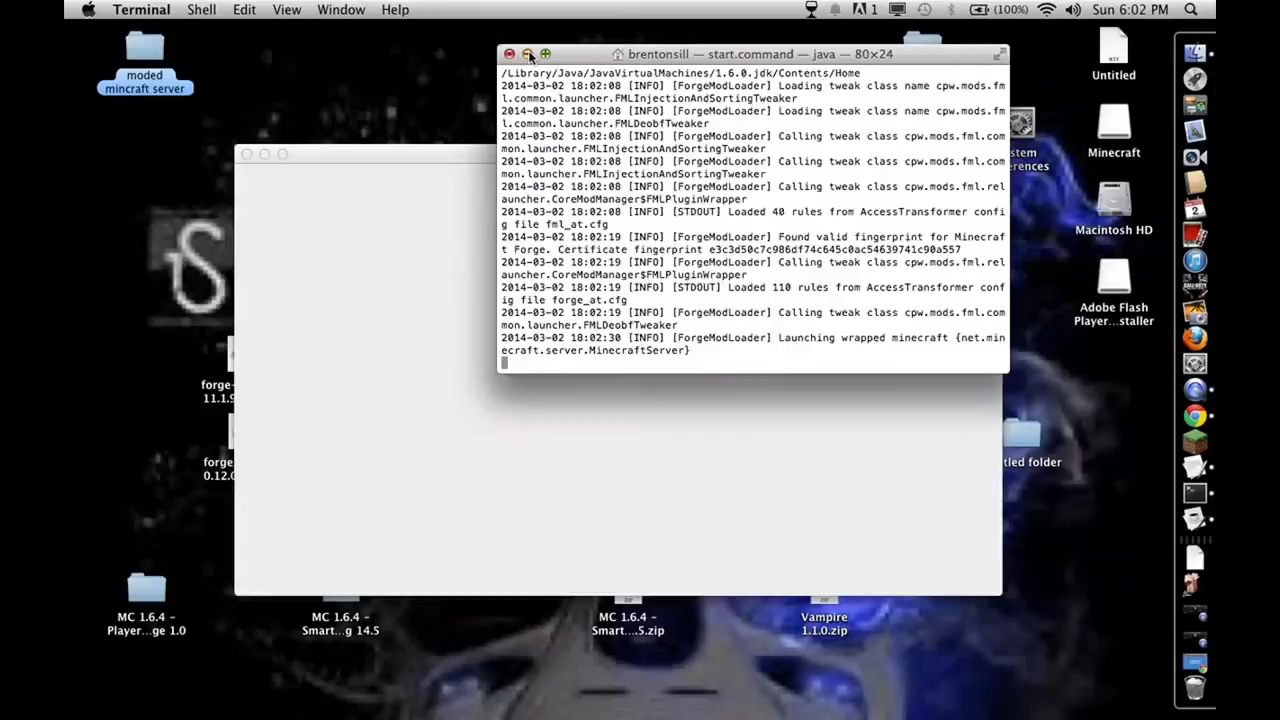 Terminal Shell Edit View Window Help
1 (100%) Sun 6:02 PM
moded
mincraft server
brentonsill — start.command — java — 80×24
/Library/Java/JavaVirtualMachines/1.6.0.jdk/Contents/Home
2014-03-02 18:02:08 [INFO] [ForgeModLoader] Loading tweak class name cpw.mods.fm
l.common.launcher.FMLInjectionAndSortingTweaker
2014-03-02 18:02:08 [INFO] [ForgeModLoader] Loading tweak class name cpw.mods.fm
l.common.launcher.FMLDeobfTweaker
2014-03-02 18:02:08 [INFO] [ForgeModLoader] Calling tweak class cpw.mods.fml.com
mon.launcher.FMLInjectionAndSortingTweaker
2014-03-02 18:02:08 [INFO] [ForgeModLoader] Calling tweak class cpw.mods.fml.com
mon.launcher.FMLInjectionAndSortingTweaker
2014-03-02 18:02:08 [INFO] [ForgeModLoader] Calling tweak class cpw.mods.fml.rel
auncher.CoreModManager$FMLPluginWrapper
2014-03-02 18:02:08 [INFO] [STDOUT] Loaded 40 rules from AccessTransformer confi
g file fml_at.cfg
2014-03-02 18:02:19 [INFO] [ForgeModLoader] Found valid fingerprint for Minecraf
t Forge. Certificate fingerprint e3c3d50c7c986df74c645c0ac54639741c90a557
2014-03-02 18:02:19 [INFO] [ForgeModLoader] Calling tweak class cpw.mods.fml.rel
auncher.CoreModManager$FMLPluginWrapper
2014-03-02 18:02:19 [INFO] [STDOUT] Loaded 110 rules from AccessTransformer conf
ig file forge_at.cfg
2014-03-02 18:02:19 [INFO] [ForgeModLoader] Calling tweak class cpw.mods.fml.com
mon.launcher.FMLDeobfTweaker
2014-03-02 18:02:30 [INFO] [ForgeModLoader] Launching wrapped minecraft {net.min
ecraft.server.MinecraftServer}
Untitled
stem
erences
Minecraft
Macintosh HD
Adobe Flash
Player...staller
forge-
11.1.9
forge
0.12.0
tled folder
MC 1.6.4 –
Player...ge 1.0
MC 1.6.4 –
Smart...g 14.5
MC 1.6.4 –
Smart....5.zip
Vampire
1.1.0.zip